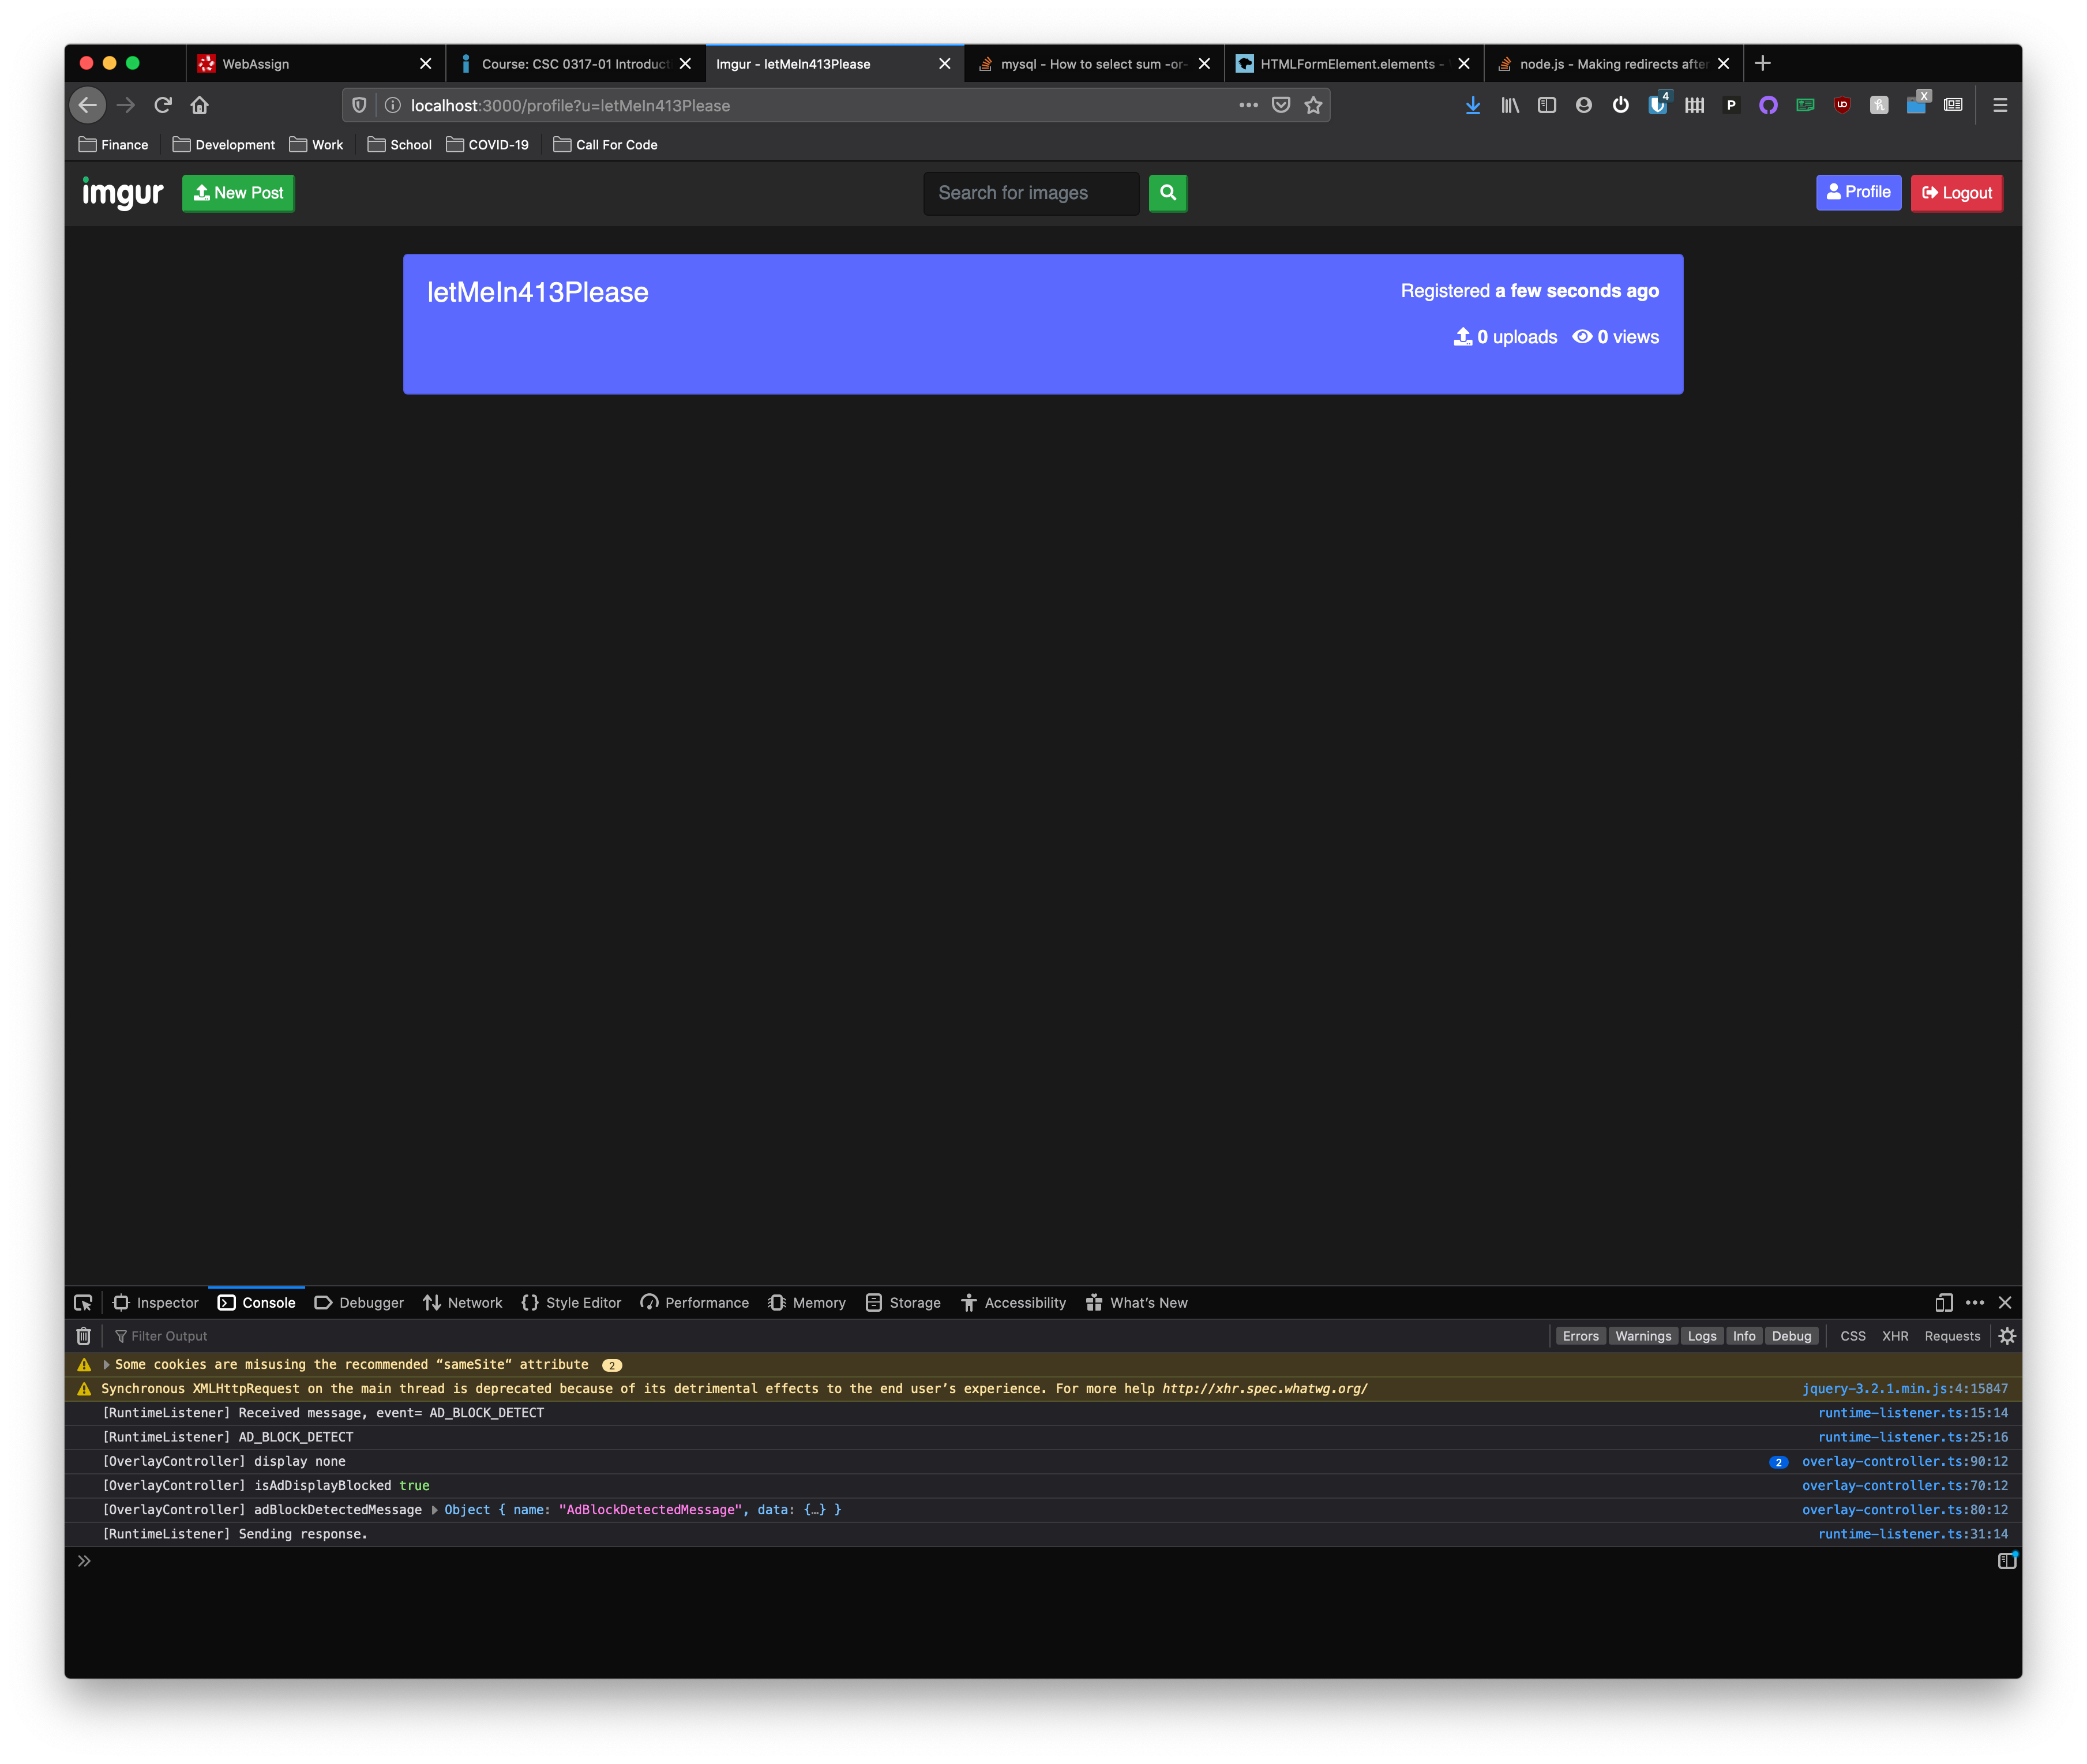 WebAssign
Course: CSC 0317-01 Introduct
Imgur - letMeIn413Please
mysql - How to select sum -or-
HTMLFormElement.elements -
node.js - Making redirects after
localhost:3000/profile?u=letMeIn413Please
4
UD
P
X
Finance
Development
Work
School
COVID-19
Call For Code
imgur
New Post
Search for images
Profile
Logout
letMeIn413Please
Registered a few seconds ago
0 uploads 0 views
Inspector
Console
Debugger
Network
Style Editor
Performance
Memory
Storage
Accessibility
What's New
Filter Output
Errors
Warnings
Logs
Info
Debug
CSS
XHR
Requests
Some cookies are misusing the recommended “sameSite“ attribute 2
Synchronous XMLHttpRequest on the main thread is deprecated because of its detrimental effects to the end user’s experience. For more help http://xhr.spec.whatwg.org/ jquery-3.2.1.min.js:4:15847
[RuntimeListener] Received message, event= AD_BLOCK_DETECT runtime-listener.ts:15:14
[RuntimeListener] AD_BLOCK_DETECT runtime-listener.ts:25:16
[OverlayController] display none 2 overlay-controller.ts:90:12
[OverlayController] isAdDisplayBlocked true overlay-controller.ts:70:12
[OverlayController] adBlockDetectedMessage Object { name: "AdBlockDetectedMessage", data: {…} } overlay-controller.ts:80:12
[RuntimeListener] Sending response. runtime-listener.ts:31:14